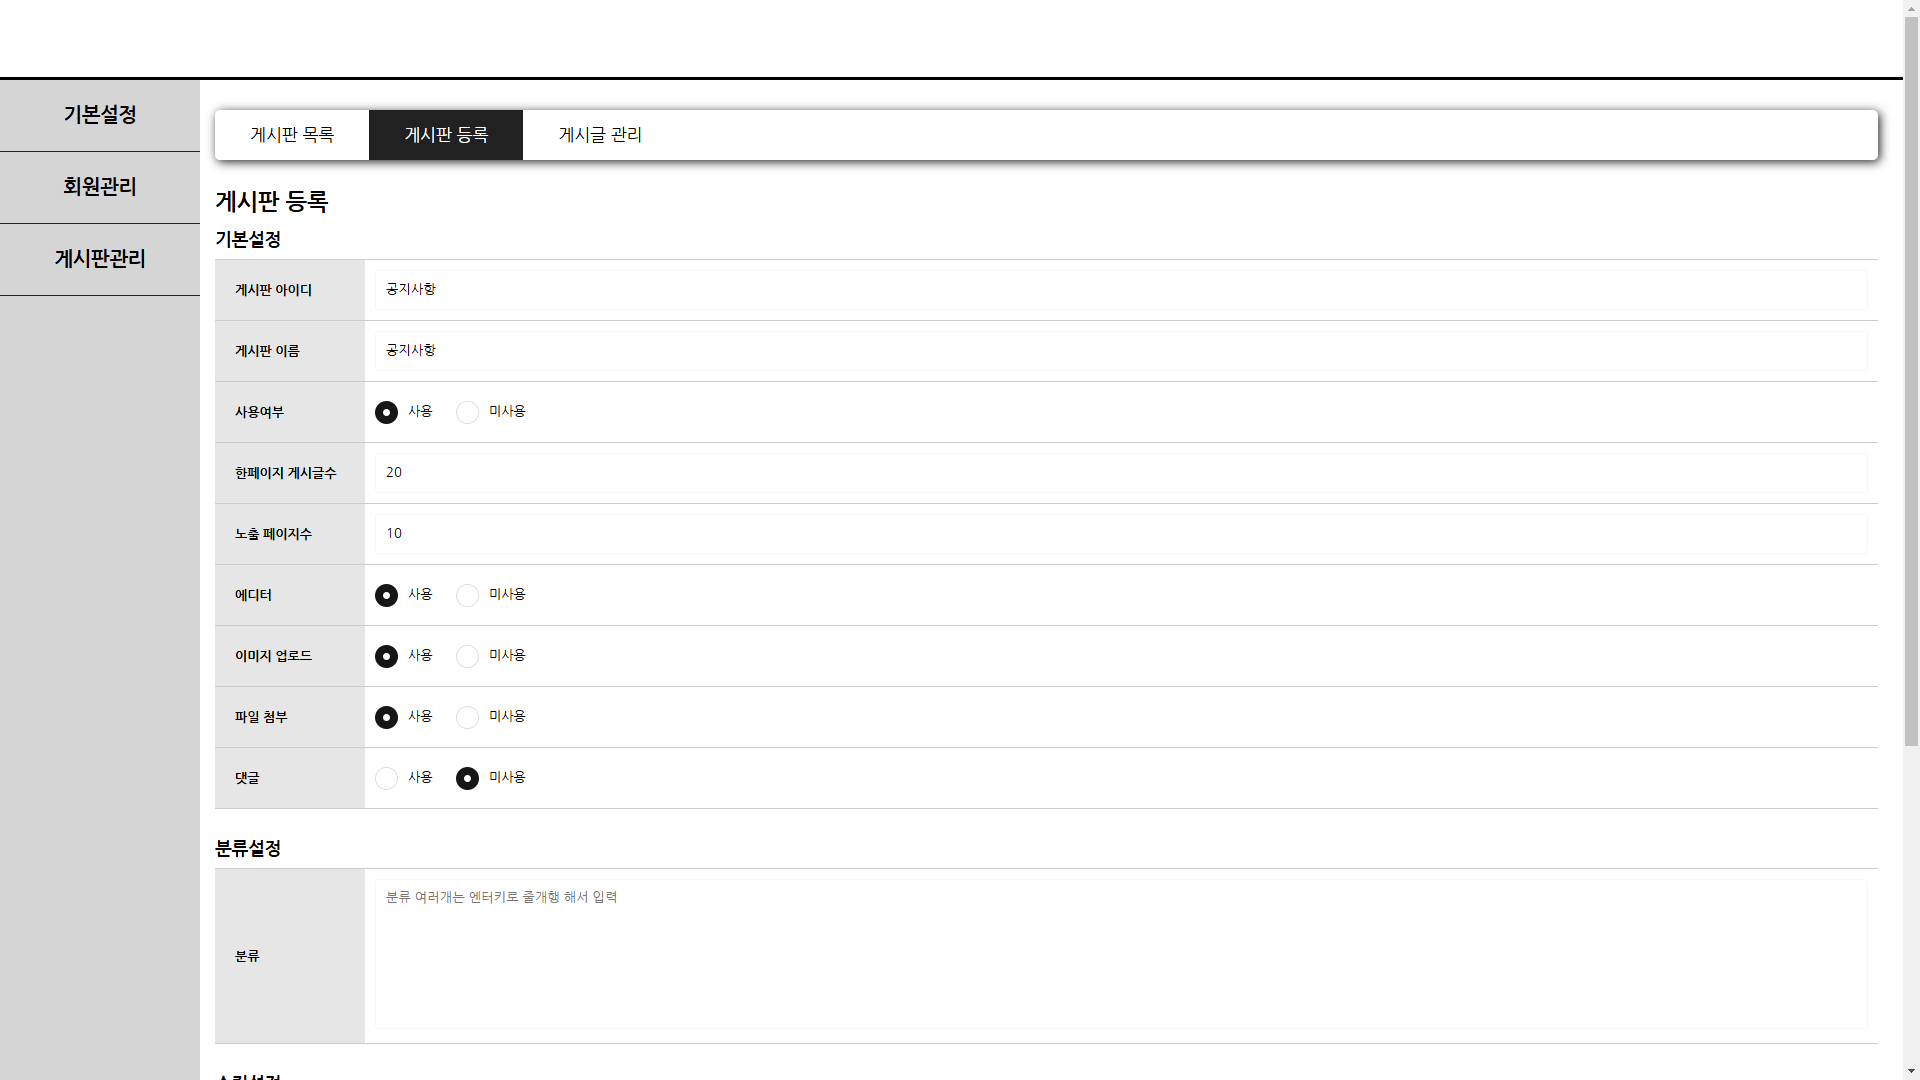 기본설정
회원관리
게시판관리
게시판 목록 게시판 등록 게시글 관리
게시판 등록
기본설정
게시판 아이디 공지사항
게시판 이름 공지사항
사용여부 사용 미사용
한페이지 게시글수 20
노출 페이지수 10
에디터 사용 미사용
이미지 업로드 사용 미사용
파일 첨부 사용 미사용
댓글 사용 미사용
분류설정
분류 분류 여러개는 엔터키로 줄개행 해서 입력